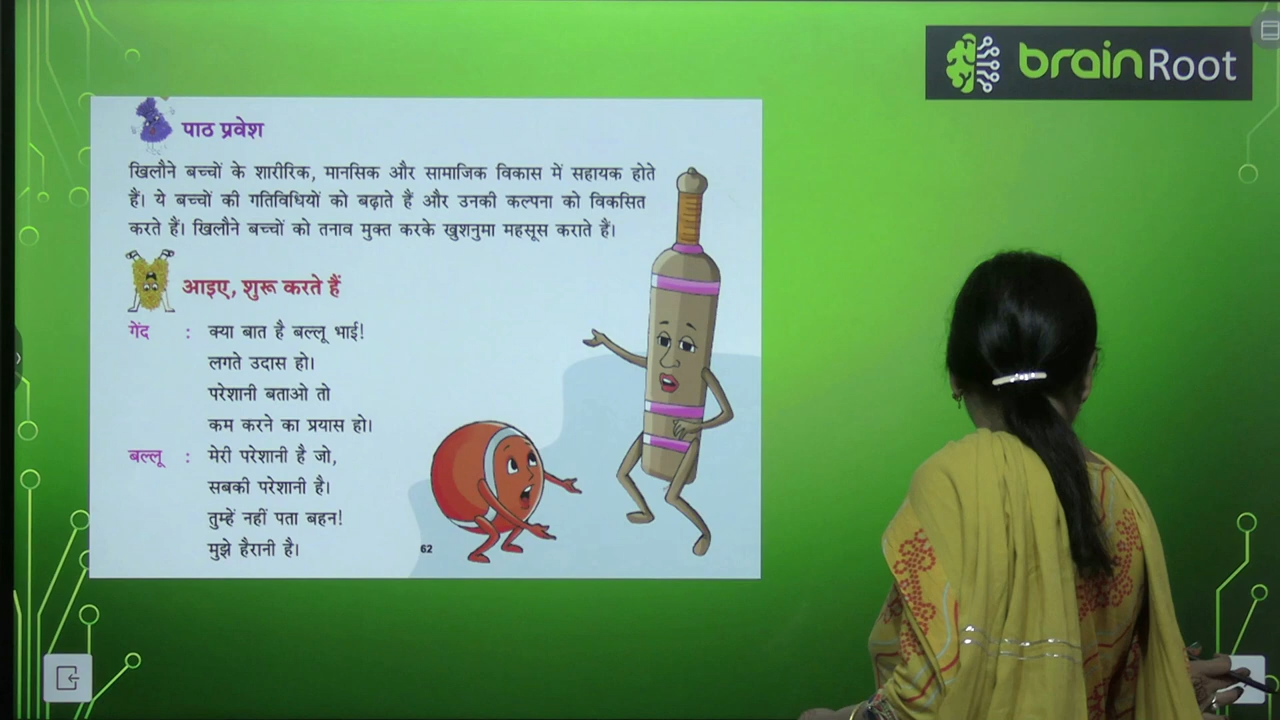 brainRoot
पाठ प्रवेश
खिलौने बच्चों के शारीरिक, मानसिक और सामाजिक विकास में सहायक होते
हैं। ये बच्चों की गतिविधियों को बढ़ाते हैं और उनकी कल्पना को विकसित
करते हैं। खिलौने बच्चों को तनाव मुक्त करके खुशनुमा महसूस कराते हैं।
आइए, शुरू करते हैं
गेंद : क्या बात है बल्लू भाई!
लगते उदास हो।
परेशानी बताओ तो
कम करने का प्रयास हो।
बल्लू : मेरी परेशानी है जो,
सबकी परेशानी है।
तुम्हें नहीं पता बहन!
मुझे हैरानी है।
62